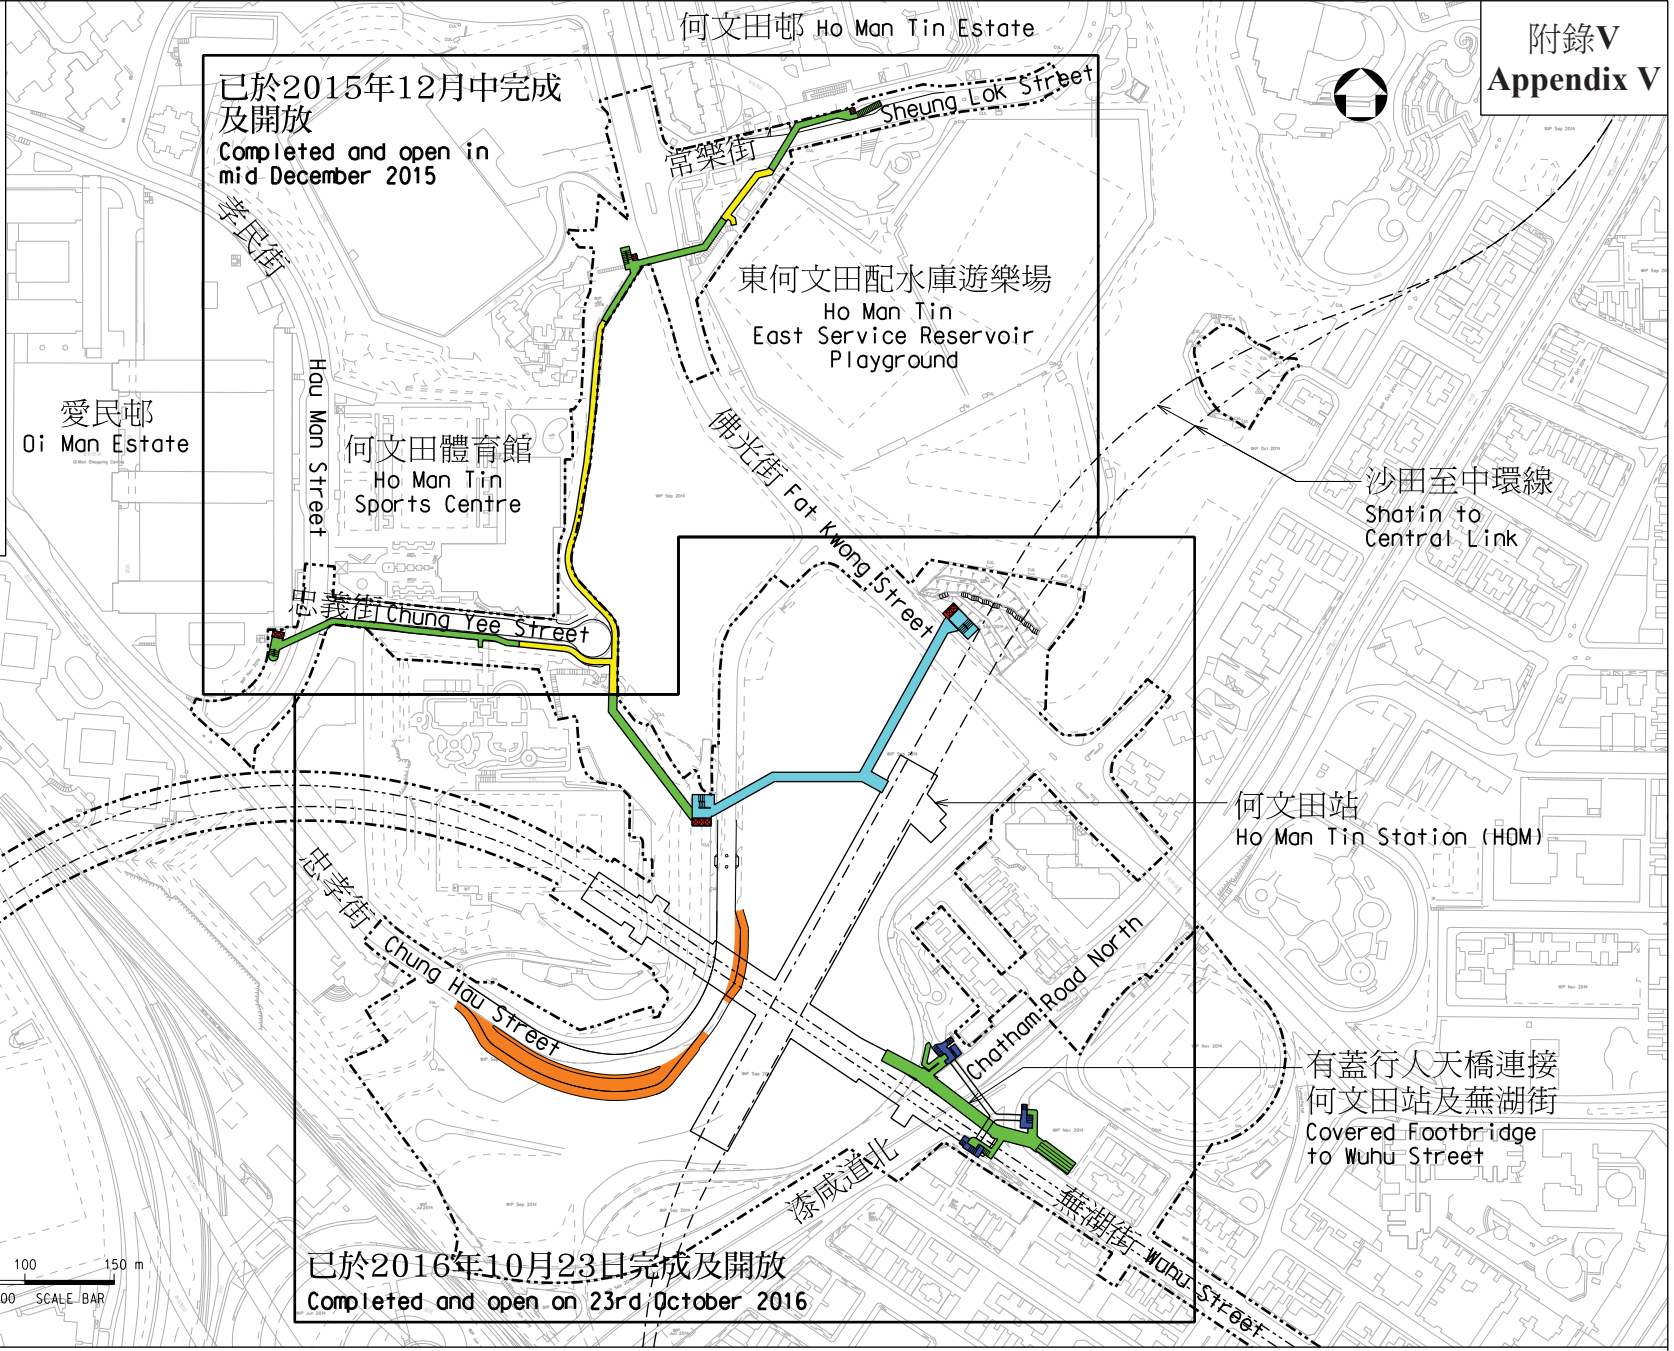 何文田邨 Ho Man Tin Estate
附錄V
Appendix V
已於2015年12月中完成
及開放
Completed and open in
mid December 2015
Sheung Lok Street
常樂街
孝民街
東何文田配水庫遊樂場
Ho Man Tin
East Service Reservoir
Playground
Hau Man Street
愛民邨
Oi Man Estate
何文田體育館
Ho Man Tin
Sports Centre
佛光街 Fat Kwong Street
沙田至中環線
Shatin to
Central Link
忠義街 Chung Yee Street
何文田站
Ho Man Tin Station (HOM)
忠孝街
Chung Hau Street
Chatham Road North
有蓋行人天橋連接
何文田站及蕪湖街
Covered Footbridge
to Wuhu Street
漆咸道北
蕪湖街 Wuhu Street
已於2016年10月23日完成及開放
Completed and open on 23rd October 2016
100 150 m
00 SCALE BAR